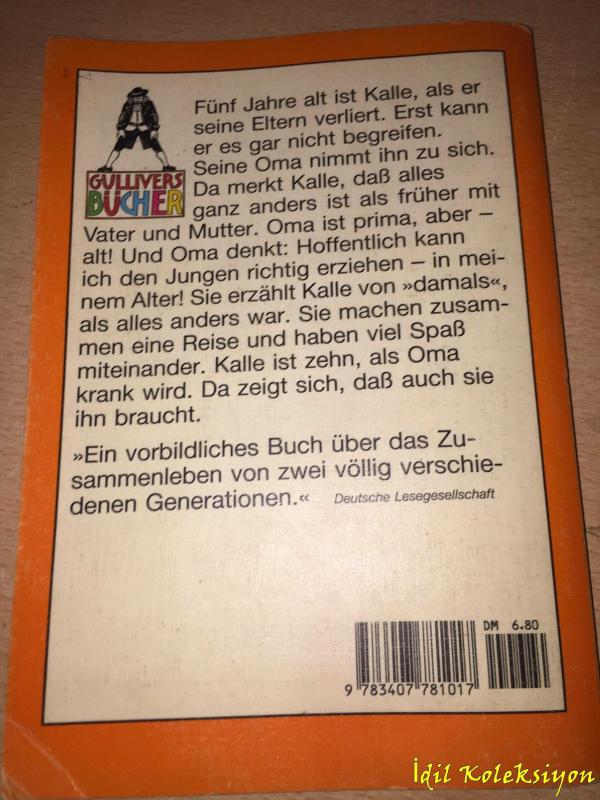 Fünf Jahre alt ist Kalle, als er
seine Eltern verliert. Erst kann
er es gar nicht begreifen.
Seine Oma nimmt ihn zu sich.
Da merkt Kalle, daß alles
ganz anders ist als früher mit
Vater und Mutter. Oma ist prima, aber –
alt! Und Oma denkt: Hoffentlich kann
ich den Jungen richtig erziehen – in mei-
nem Alter! Sie erzählt Kalle von »damals«,
als alles anders war. Sie machen zusam-
men eine Reise und haben viel Spaß
miteinander. Kalle ist zehn, als Oma
krank wird. Da zeigt sich, daß auch sie
ihn braucht.
»Ein vorbildliches Buch über das Zu-
sammenleben von zwei völlig verschie-
denen Generationen.« Deutsche Lesegesellschaft
GULLIVERS
BÜCHER
DM 6.80
9 783407 781017
İdil Koleksiyon